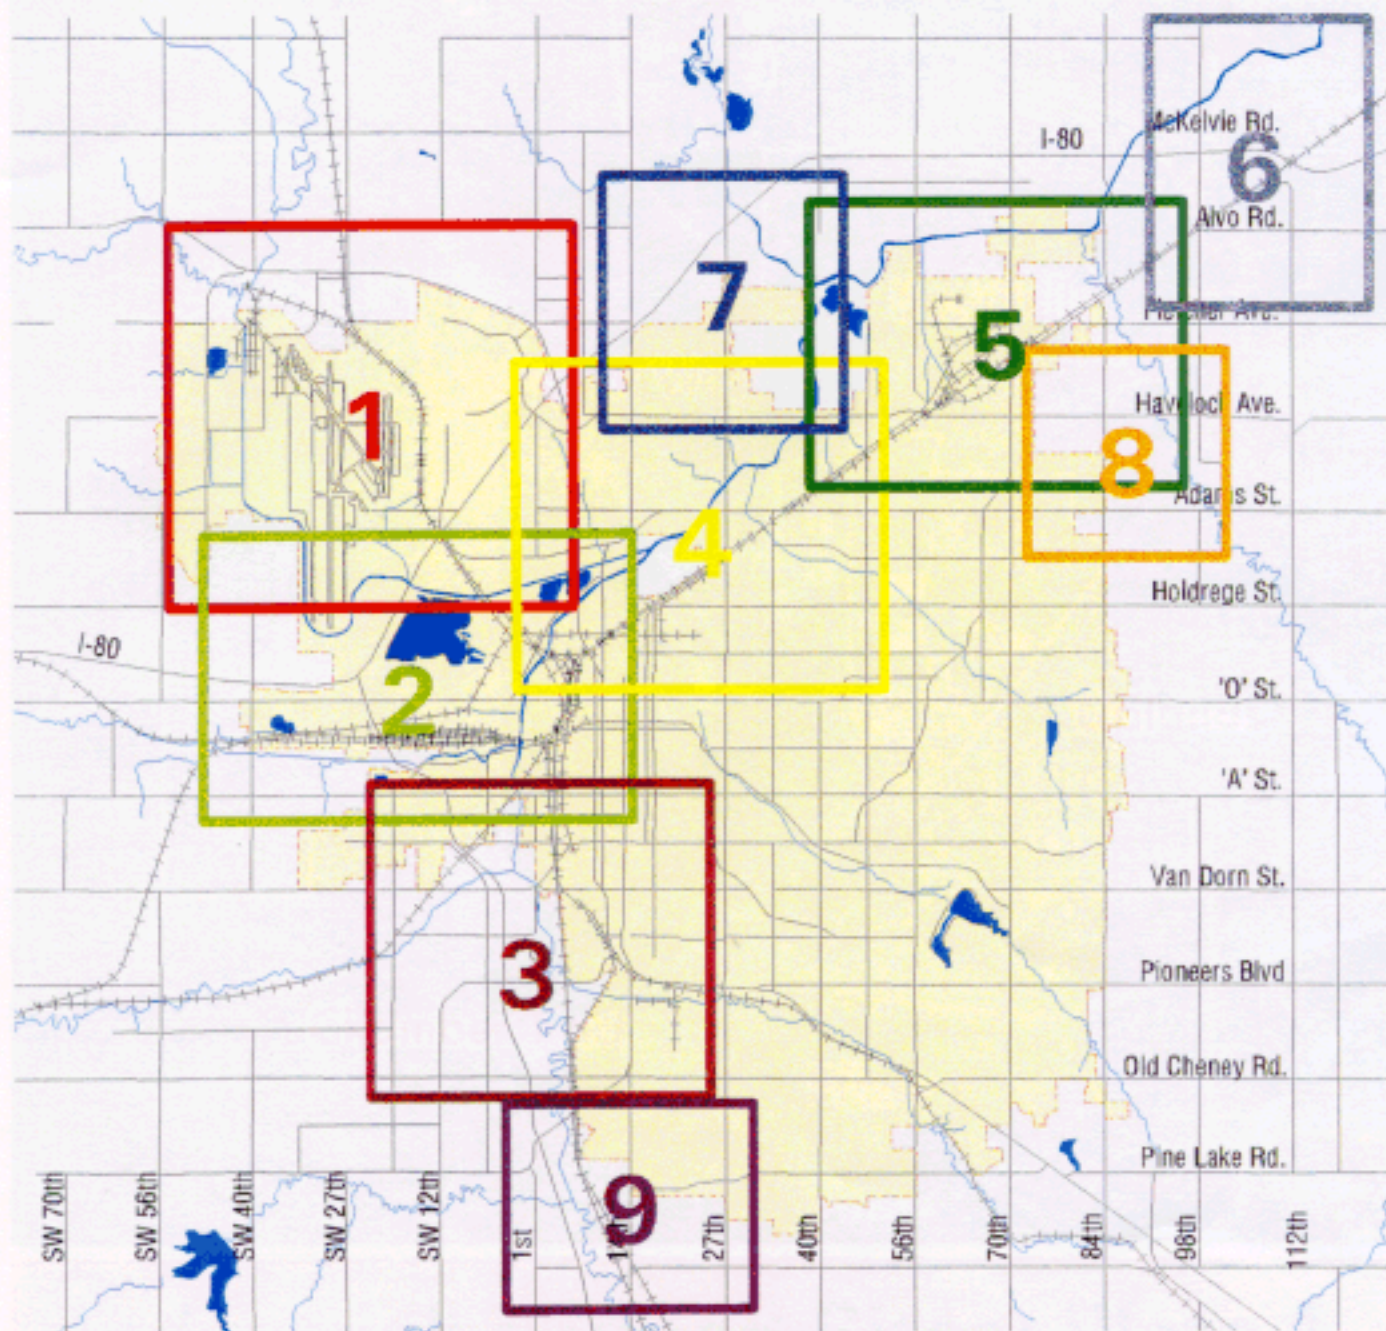 McKelvie Rd.
I-80
6
Alvo Rd.
7
Fletcher Ave.
5
1
Havelock Ave.
8
Adams St.
4
Holdrege St.
I-80
2
'O' St.
'A' St.
Van Dorn St.
3
Pioneers Blvd
Old Cheney Rd.
Pine Lake Rd.
9
SW 70th
SW 56th
SW 40th
SW 27th
SW 12th
1st
27th
40th
56th
70th
84th
98th
112th